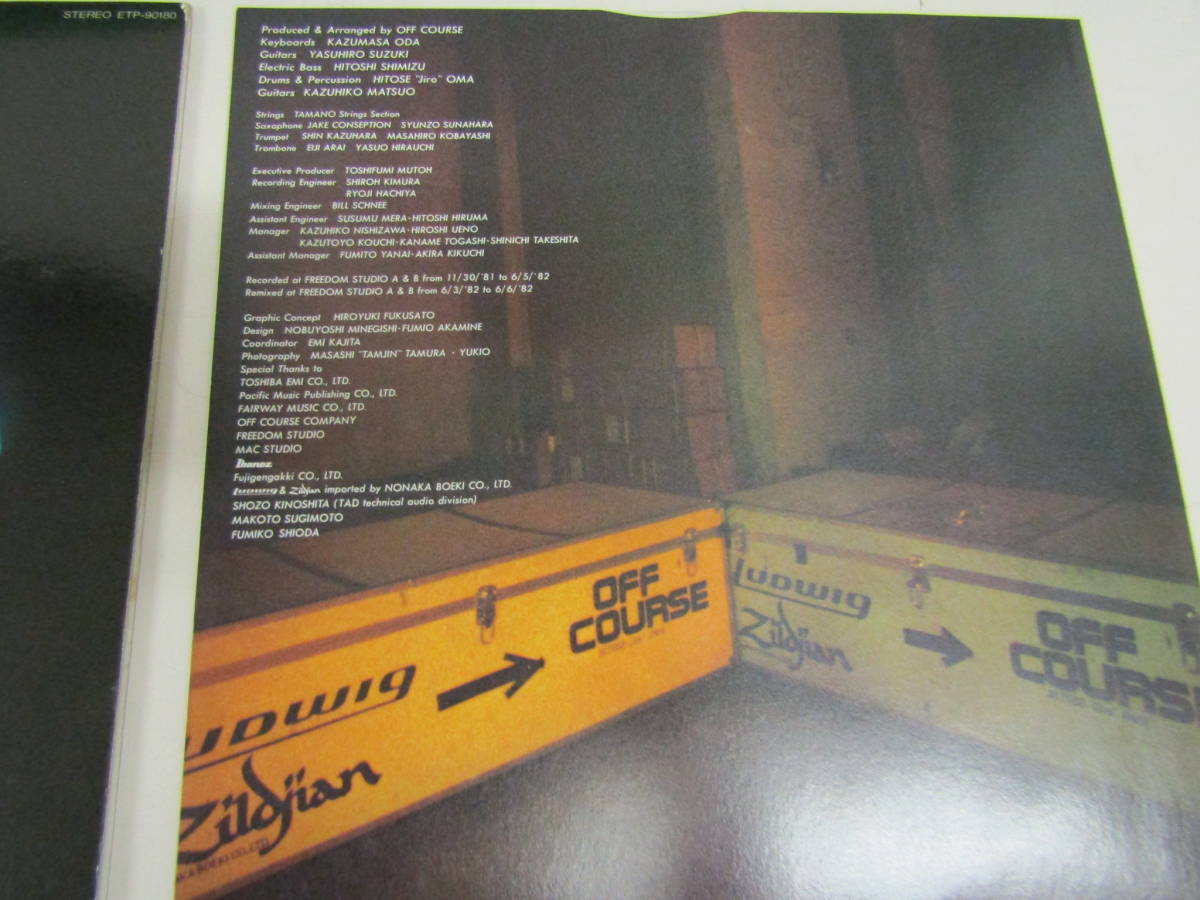 STEREO ETP-90180
Produced & Arranged by OFF COURSE
Keyboards KAZUMASA ODA
Guitars YASUHIRO SUZUKI
Electric Bass HITOSHI SHIMIZU
Drums & Percussion HITOSE "Jiro" OMA
Guitars KAZUHIKO MATSUO
Strings TAMANO Strings Section
Saxophone JAKE CONSEPTION SYUNZO SUNAHARA
Trumpet SHIN KAZUHARA MASAHIRO KOBAYASHI
Trombone EIJI ARAI YASUO HIRAUCHI
Executive Producer TOSHIFUMI MUTOH
Recording Engineer SHIROH KIMURA
RYOJI HACHIYA
Mixing Engineer BILL SCHNEE
Assistant Engineer SUSUMU MERA·HITOSHI HIRUMA
Manager KAZUHIKO NISHIZAWA·HIROSHI UENO
KAZUTOYO KOUCHI·KANAME TOGASHI·SHINICHI TAKESHITA
Assistant Manager FUMITO YANAI·AKIRA KIKUCHI
Recorded at FREEDOM STUDIO A & B from 11/30/'81 to 6/5/'82
Remixed at FREEDOM STUDIO A & B from 6/3/'82 to 6/6/'82
Graphic Concept HIROYUKI FUKUSATO
Design NOBUYOSHI MINEGISHI·FUMIO AKAMINE
Coordinator EMI KAJITA
Photography MASASHI "TAMJIN" TAMURA · YUKIO
Special Thanks to
TOSHIBA EMI CO., LTD.
Pacific Music Publishing CO., LTD.
FAIRWAY MUSIC CO., LTD.
OFF COURSE COMPANY
FREEDOM STUDIO
MAC STUDIO
Ibanez
Fujigengakki CO., LTD.
Ludwig & Zildjian imported by NONAKA BOEKI CO., LTD.
SHOZO KINOSHITA (TAD technical audio division)
MAKOTO SUGIMOTO
FUMIKO SHIODA
Ludwig
Zildjian
OFF
COURSE
Ludwig
Zildjian
OFF
COURSE
KA BOEKI CO., LTD.